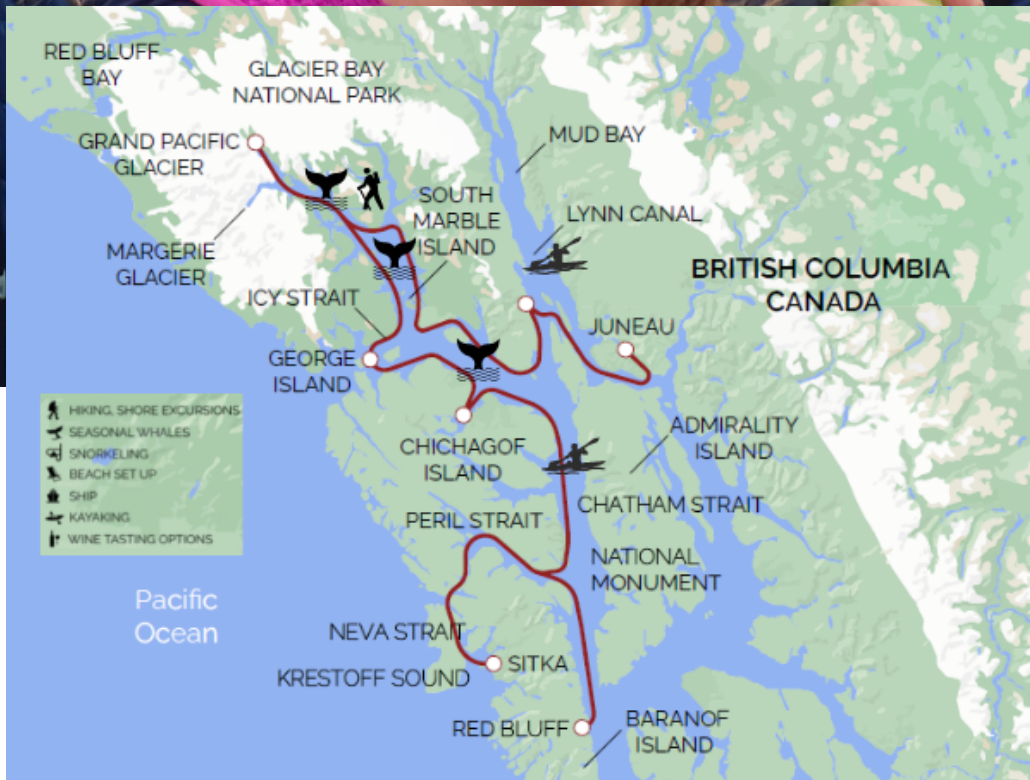 RED BLUFF
BAY
GLACIER BAY
NATIONAL PARK
GRAND PACIFIC
GLACIER
MUD BAY
SOUTH
MARBLE
ISLAND
LYNN CANAL
MARGERIE
GLACIER
BRITISH COLUMBIA
CANADA
ICY STRAIT
JUNEAU
GEORGE
ISLAND
HIKING, SHORE EXCURSIONS
SEASONAL WHALES
SNORKELING
BEACH SET UP
SHIP
KAYAKING
WINE TASTING OPTIONS
CHICHAGOF
ISLAND
ADMIRALITY
ISLAND
CHATHAM STRAIT
PERIL STRAIT
NATIONAL
MONUMENT
Pacific
Ocean
NEVA STRAIT
KRESTOFF SOUND
SITKA
RED BLUFF
BARANOF
ISLAND